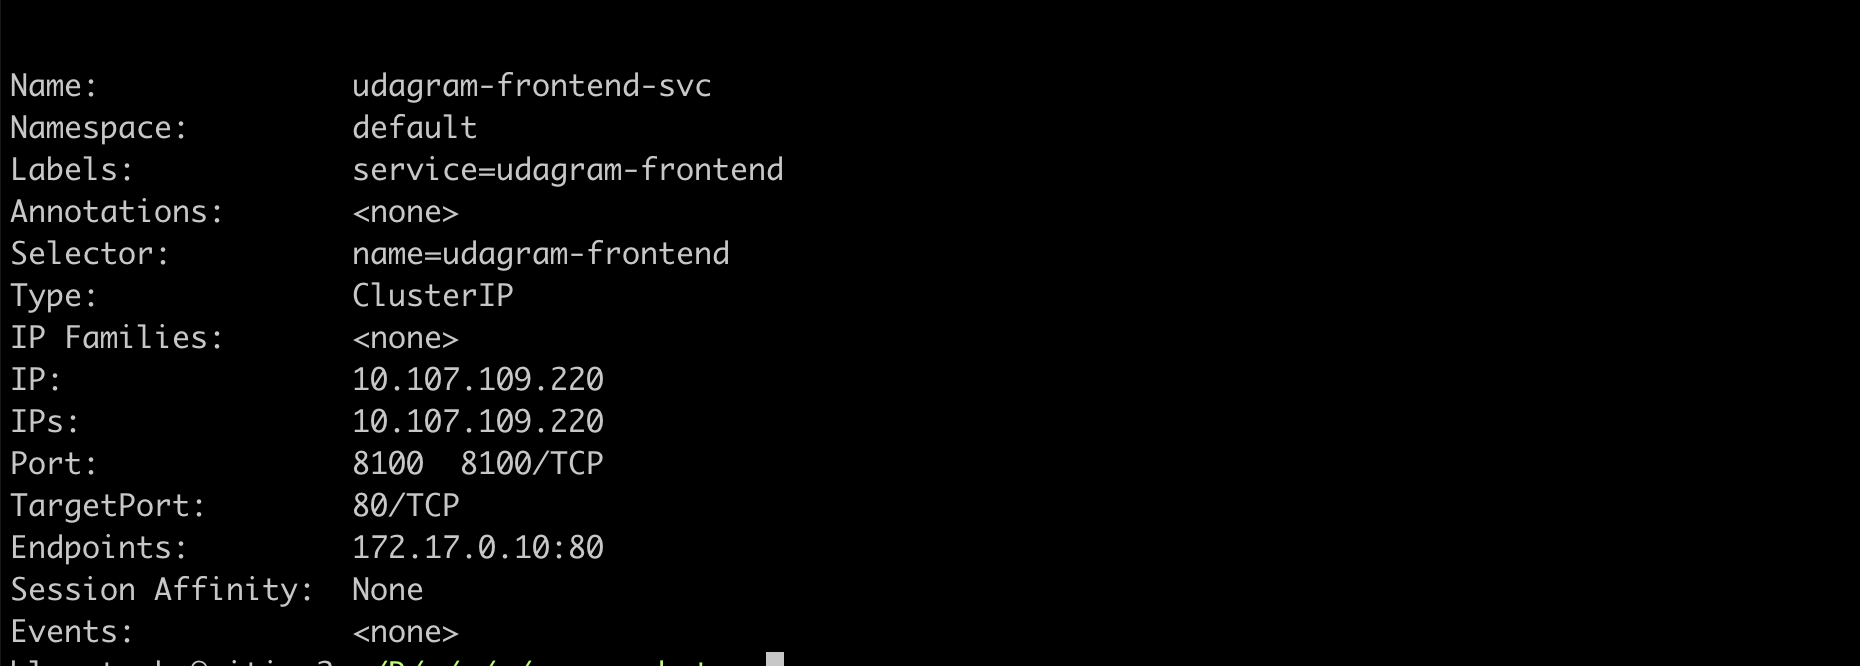 Name: udagram-frontend-svc
Namespace: default
Labels: service=udagram-frontend
Annotations: <none>
Selector: name=udagram-frontend
Type: ClusterIP
IP Families: <none>
IP: 10.107.109.220
IPs: 10.107.109.220
Port: 8100 8100/TCP
TargetPort: 80/TCP
Endpoints: 172.17.0.10:80
Session Affinity: None
Events: <none>